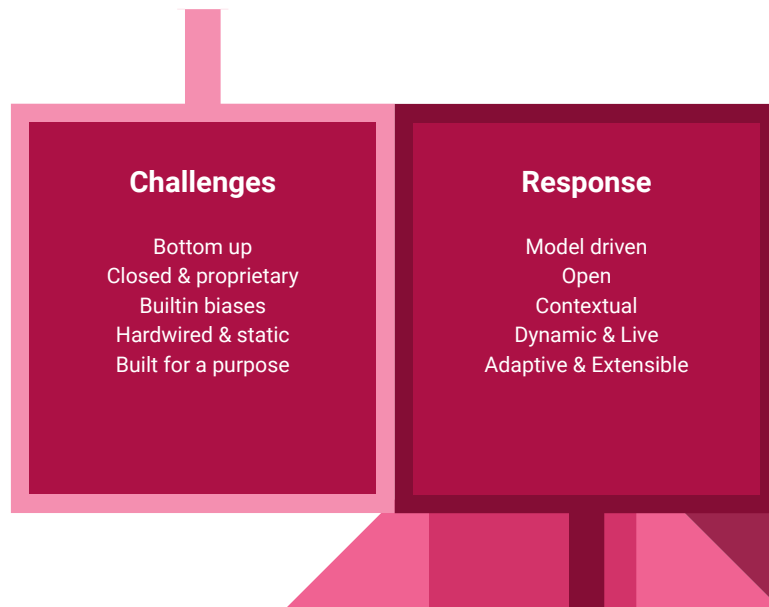 Challenges
Bottom up
Closed & proprietary
Builtin biases
Hardwired & static
Built for a purpose
Response
Model driven
Open
Contextual
Dynamic & Live
Adaptive & Extensible